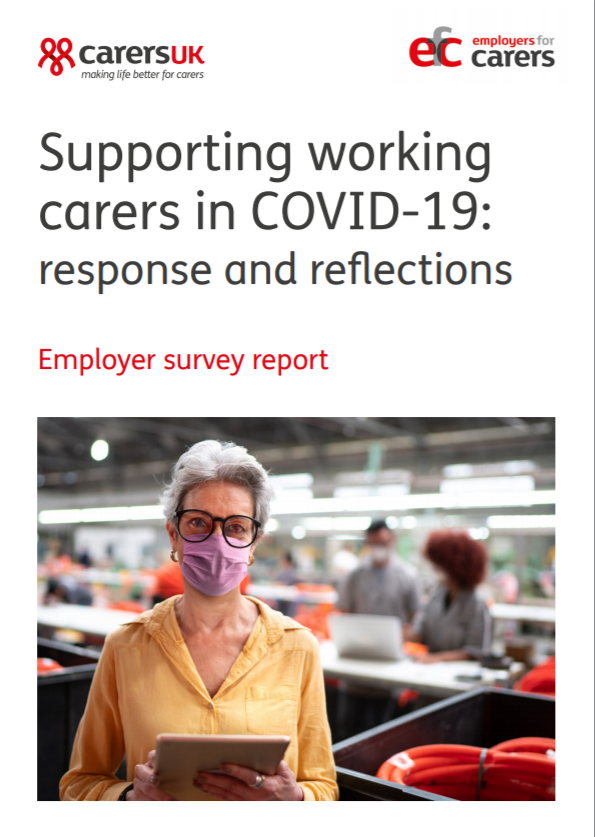 carersUK
making life better for carers
efc employers for
carers
Supporting working
carers in COVID-19:
response and reflections
Employer survey report